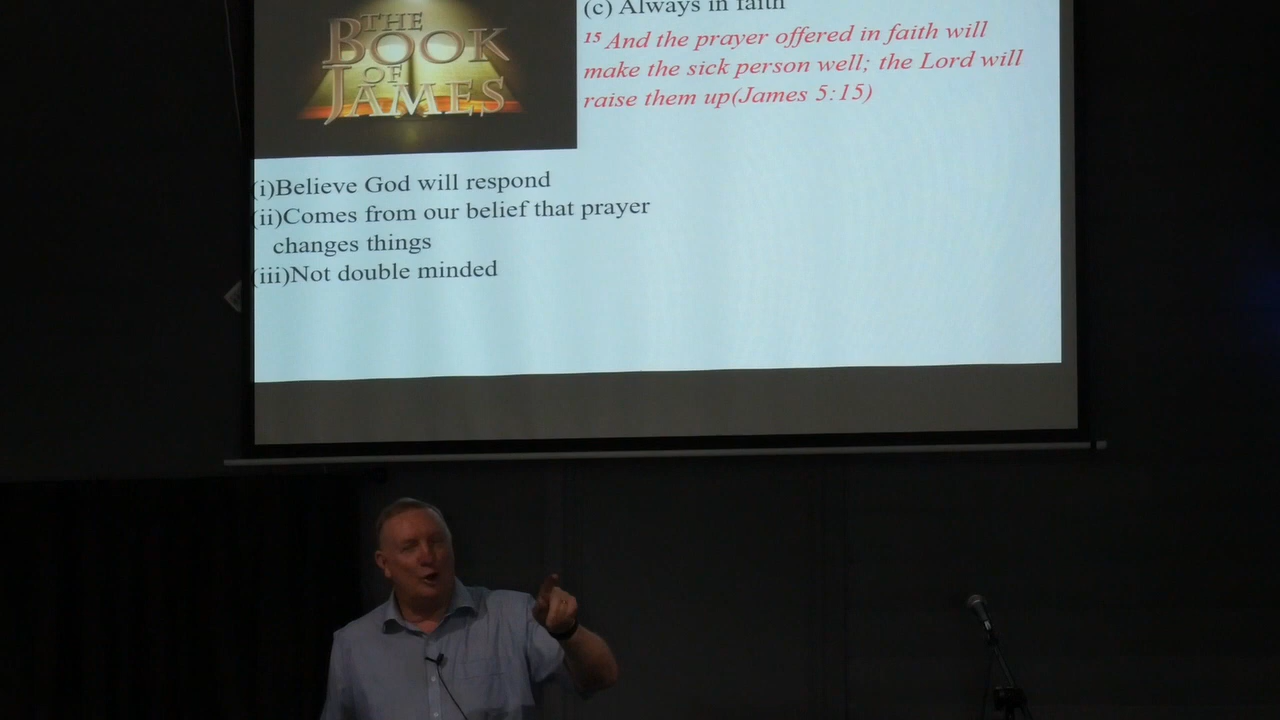 THE
BOOK
OF
JAMES
(c) Always in faith
15 And the prayer offered in faith will
make the sick person well; the Lord will
raise them up(James 5:15)
(i)Believe God will respond
(ii)Comes from our belief that prayer
changes things
(iii)Not double minded